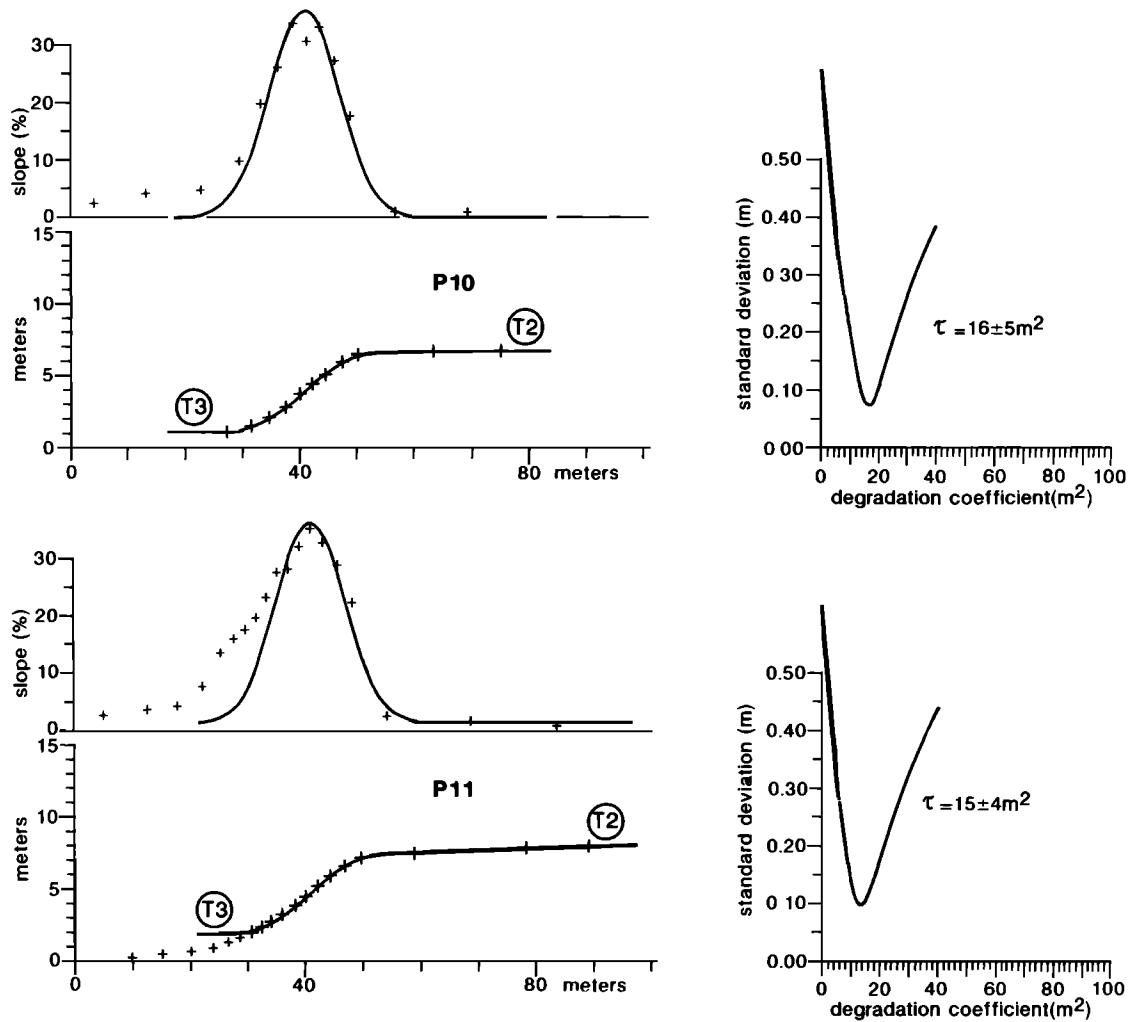 30
20
10
0
slope (%)
15
10
5
0
meters
P10
T2
T3
0 40 80 meters
0.50
0.40
0 30
0.20
0.10
0 00
standard deviation (m)
τ = 16±5m²
0 20 40 60 80 100
degradation coefficient(m²)
30
20
10
0
slope (%)
15
10
5
0
meters
P11
T2
T3
0 40 80 meters
0.50
0.40
0.30
0.20
0 10
0.00
standard deviation (m)
τ = 15±4m²
0 20 40 60 80 100
degradation coefficient(m²)